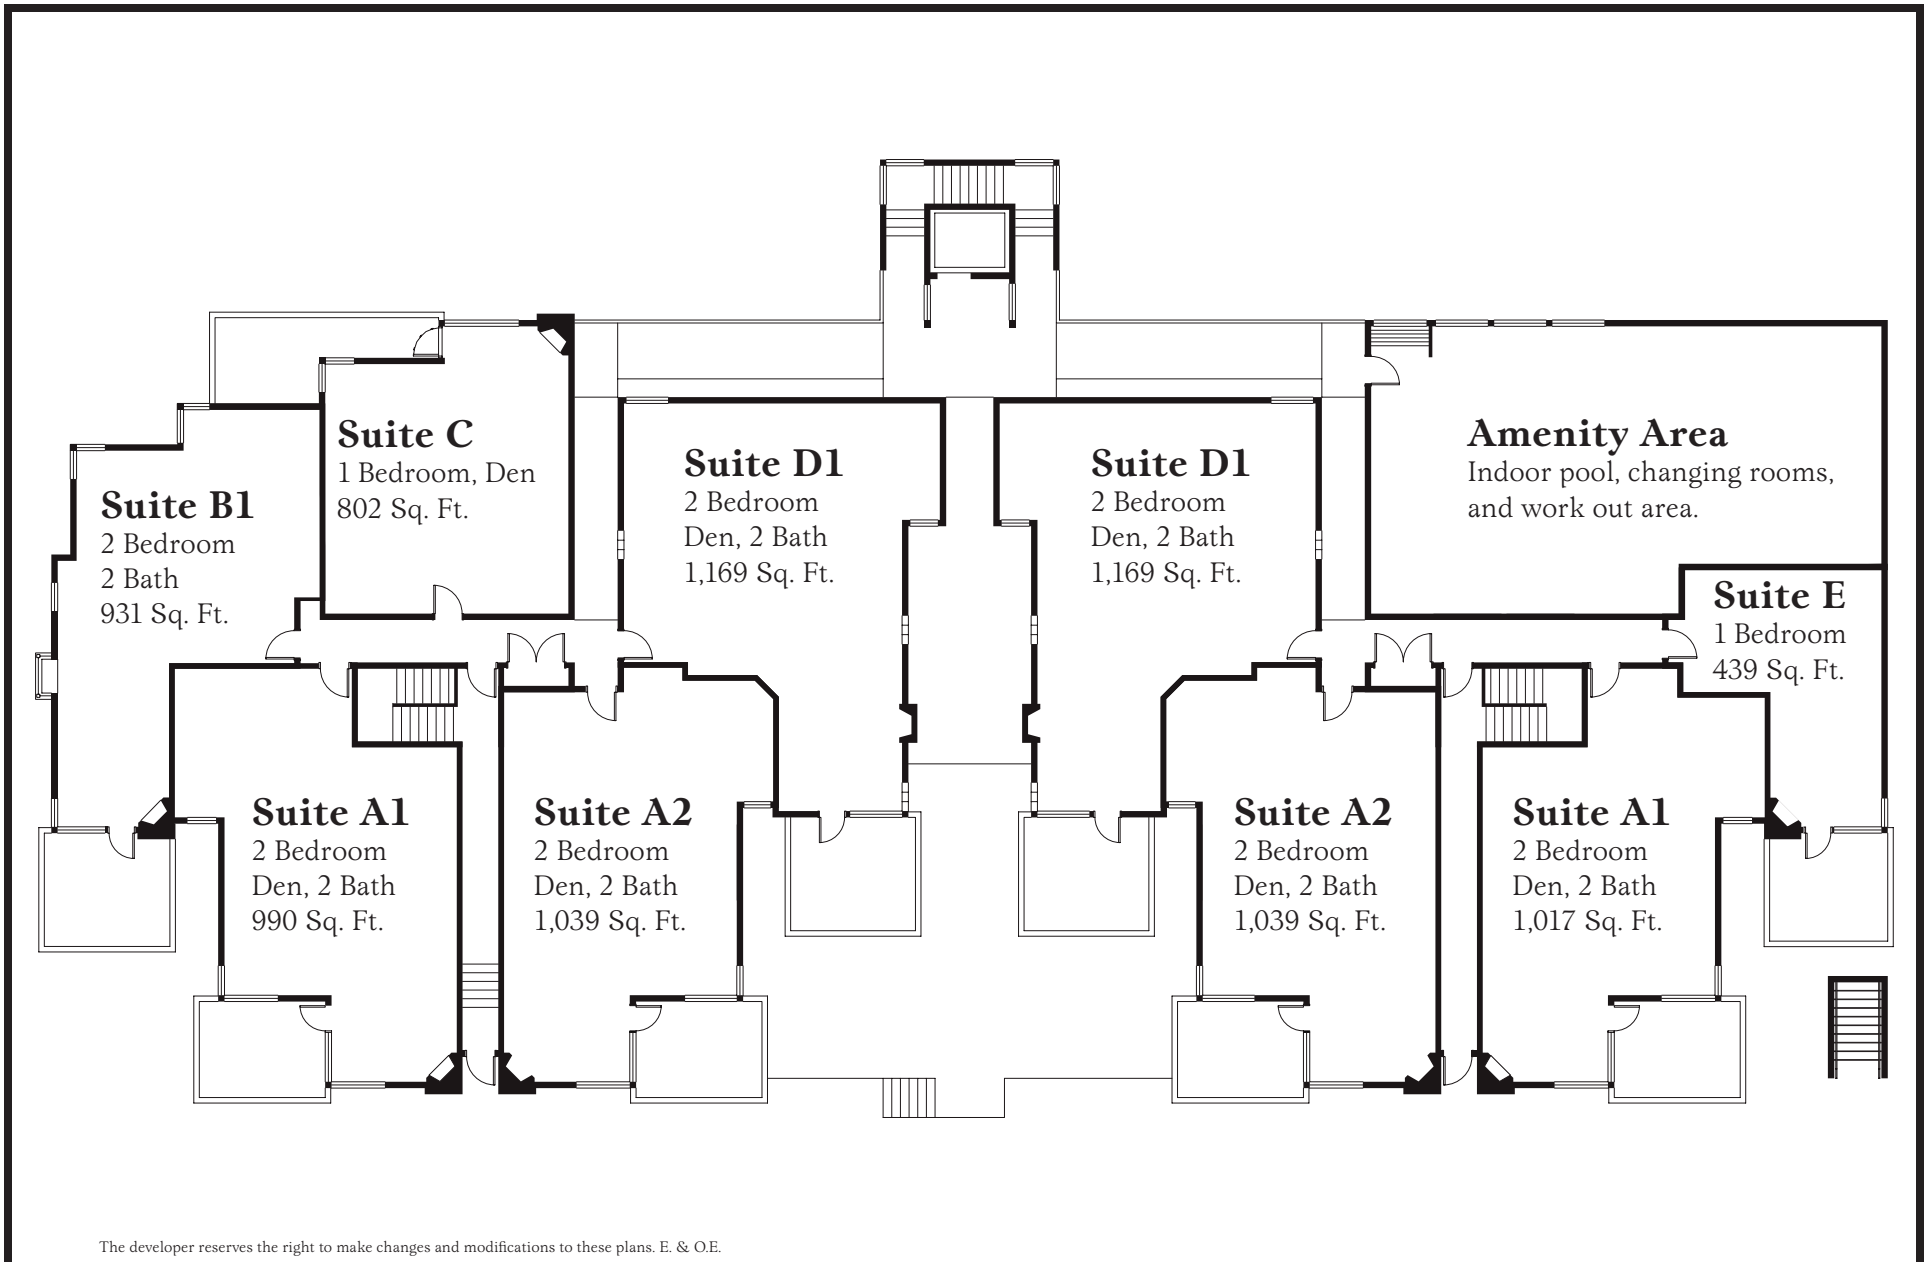 Suite C
1 Bedroom, Den
802 Sq. Ft.
Suite B1
2 Bedroom
2 Bath
931 Sq. Ft.
Suite D1
2 Bedroom
Den, 2 Bath
1,169 Sq. Ft.
Suite D1
2 Bedroom
Den, 2 Bath
1,169 Sq. Ft.
Amenity Area
Indoor pool, changing rooms,
and work out area.
Suite E
1 Bedroom
439 Sq. Ft.
Suite A1
2 Bedroom
Den, 2 Bath
990 Sq. Ft.
Suite A2
2 Bedroom
Den, 2 Bath
1,039 Sq. Ft.
Suite A2
2 Bedroom
Den, 2 Bath
1,039 Sq. Ft.
Suite A1
2 Bedroom
Den, 2 Bath
1,017 Sq. Ft.
The developer reserves the right to make changes and modifications to these plans. E. & O.E.